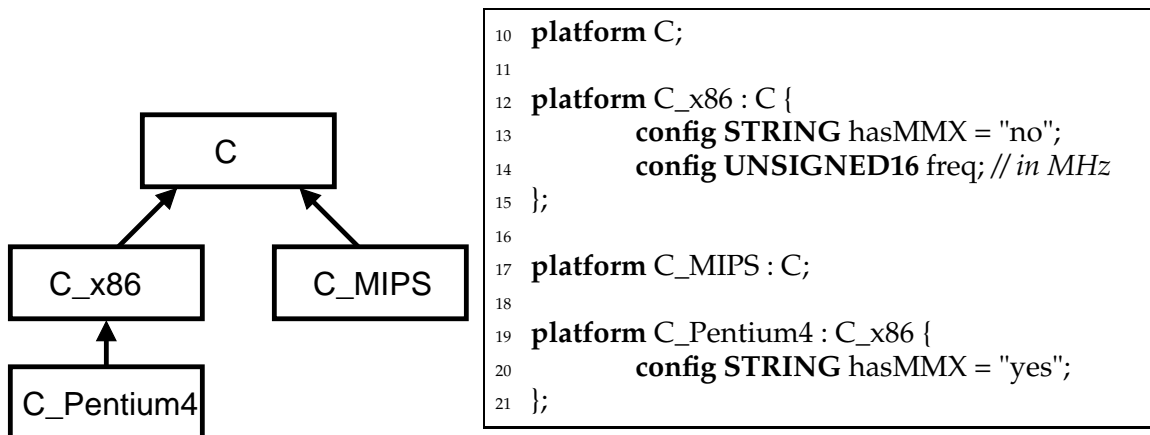 C
C_x86
C_MIPS
C_Pentium4
10 platform C;
11
12 platform C_x86 : C {
13 config STRING hasMMX = "no";
14 config UNSIGNED16 freq; // in MHz
15 };
16
17 platform C_MIPS : C;
18
19 platform C_Pentium4 : C_x86 {
20 config STRING hasMMX = "yes";
21 };